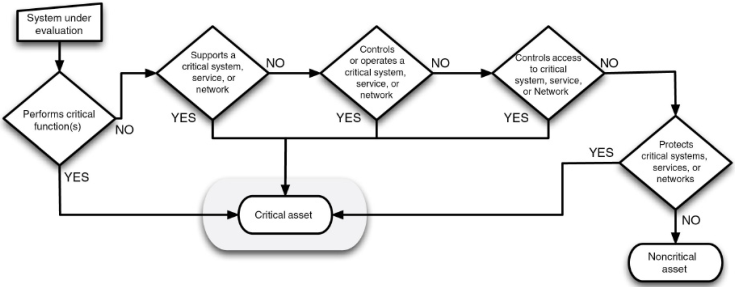 System under
evaluation
Performs critical
function(s)
NO
YES
Supports a
critical system,
service, or
network
NO
YES
Controls
or operates a
critical system,
service, or
network
NO
YES
Controls access
to critical
system, service,
or Network
NO
YES
Protects
critical systems,
services, or
networks
YES
NO
Critical asset
Noncritical
asset